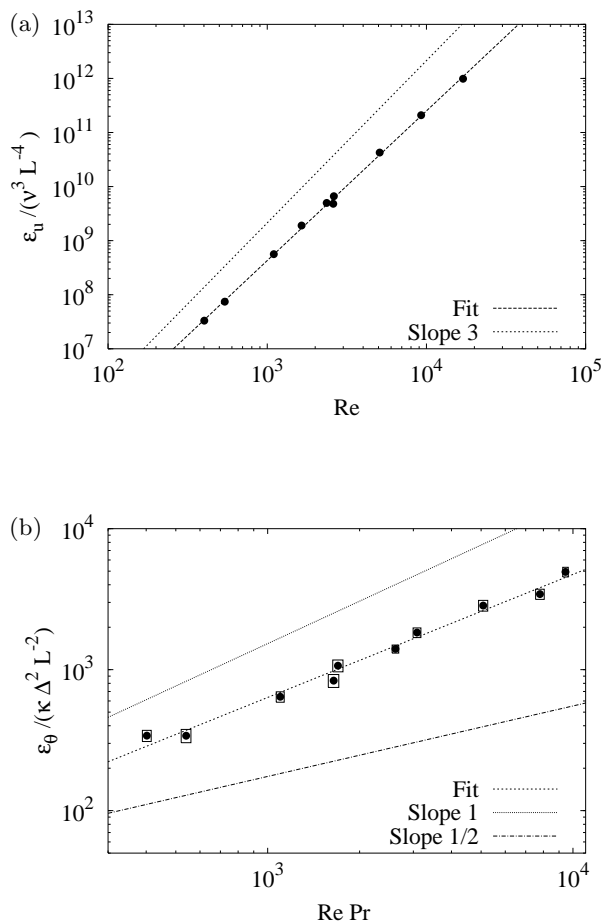 (a)
10^13
10^12
10^11
10^10
10^9
10^8
10^7
ε_u /(ν^3 L^-4)
Fit
Slope 3
10^2 10^3 10^4 10^5
Re
(b)
10^4
10^3
10^2
ε_θ /(κ Δ^2 L^-2)
Fit
Slope 1
Slope 1/2
10^3 10^4
Re Pr